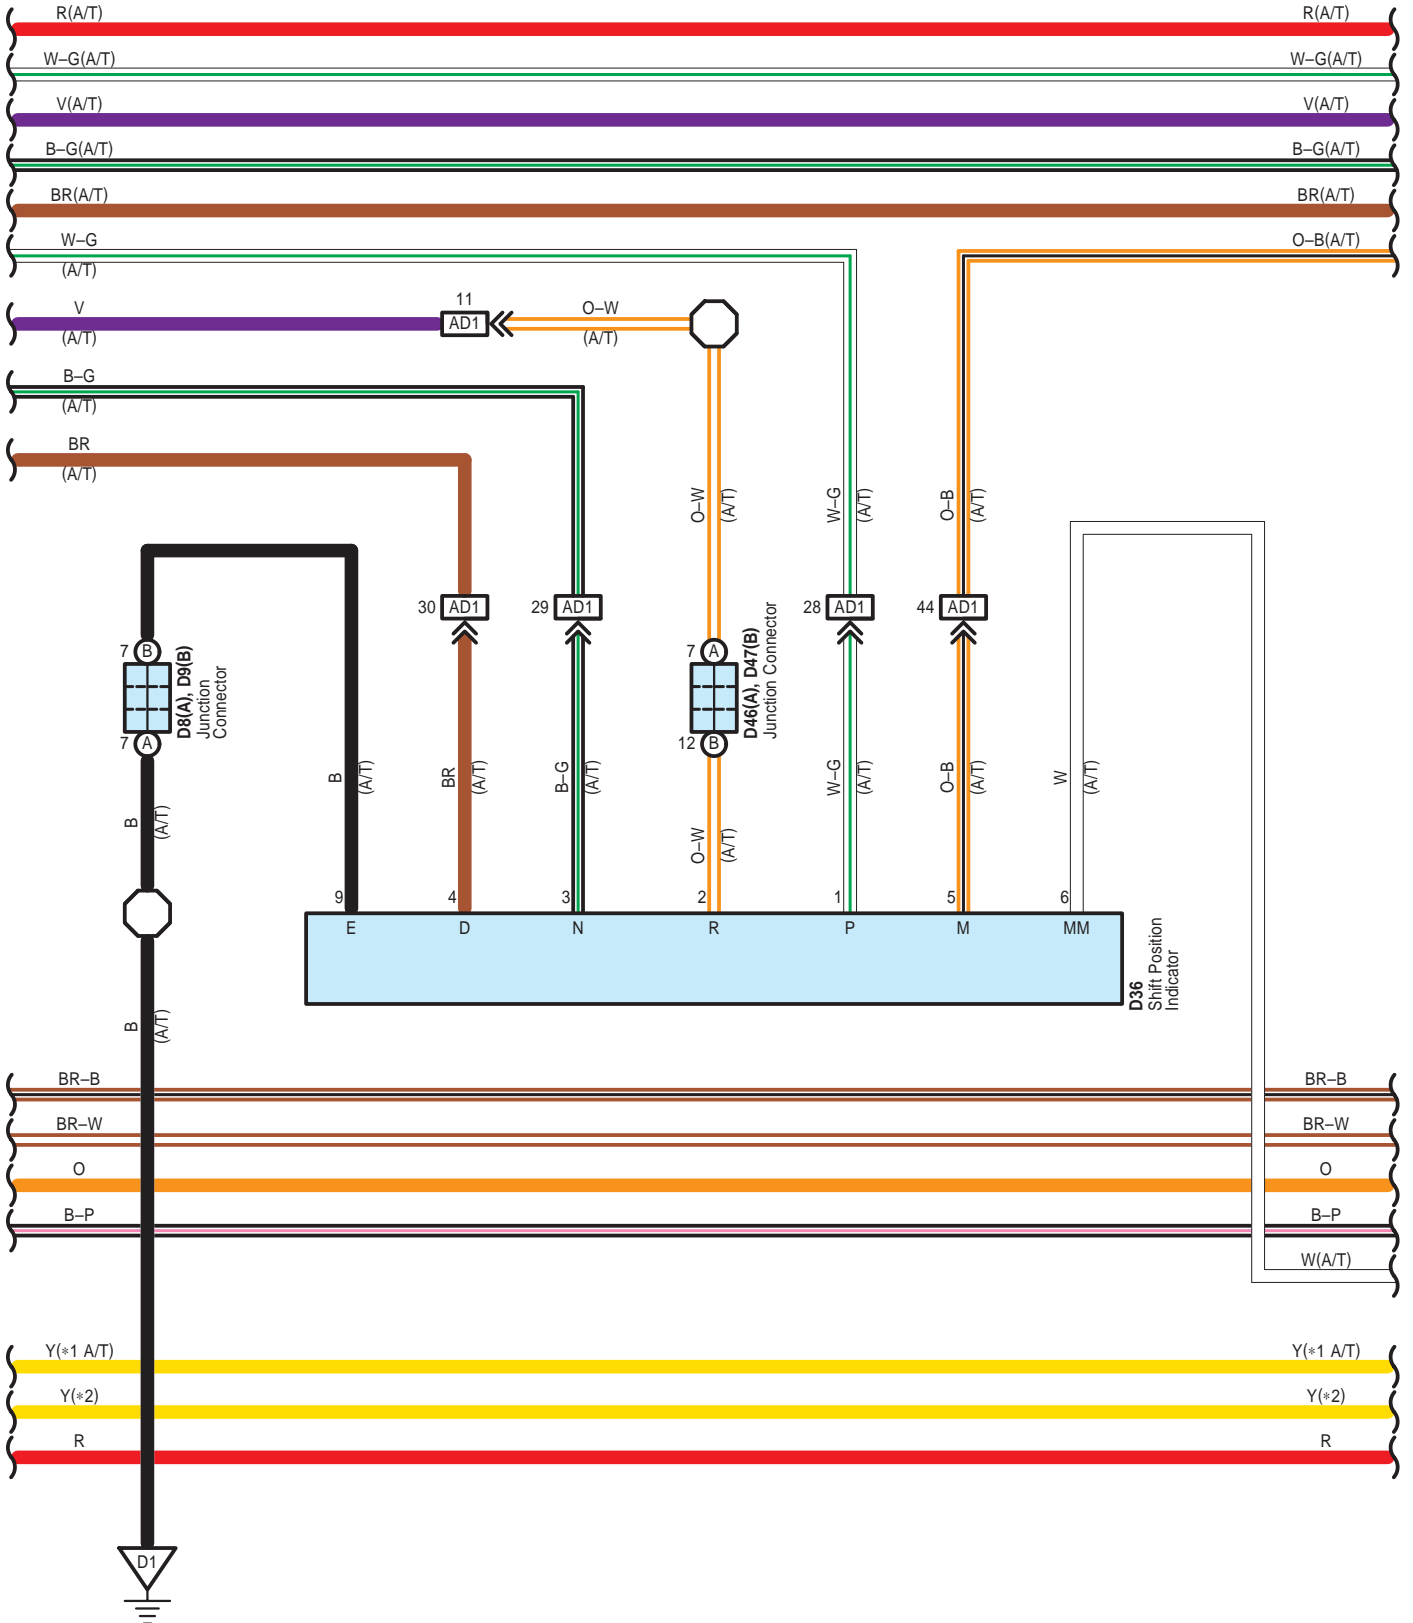 R(A/T) R(A/T)
W–G(A/T) W–G(A/T)
V(A/T) V(A/T)
B–G(A/T) B–G(A/T)
BR(A/T) BR(A/T)
W–G O–B(A/T)
(A/T)
11
V AD1 O–W
(A/T) (A/T)
B–G
(A/T)
BR
(A/T)
O–W (A/T)
W–G (A/T)
O–B (A/T)
30 AD1
29 AD1
28 AD1
44 AD1
7 B
D8(A), D9(B)
Junction
Connector
7 A
7 A
D46(A), D47(B)
Junction Connector
12 B
B (A/T)
B (A/T)
BR (A/T)
B–G (A/T)
O–W (A/T)
W–G (A/T)
O–B (A/T)
W (A/T)
9 4 3 2 1 5 6
E D N R P M MM
D36
Shift Position
Indicator
B (A/T)
BR–B BR–B
BR–W BR–W
O O
B–P B–P
W(A/T)
Y(*1 A/T) Y(*1 A/T)
Y(*2) Y(*2)
R R
D1